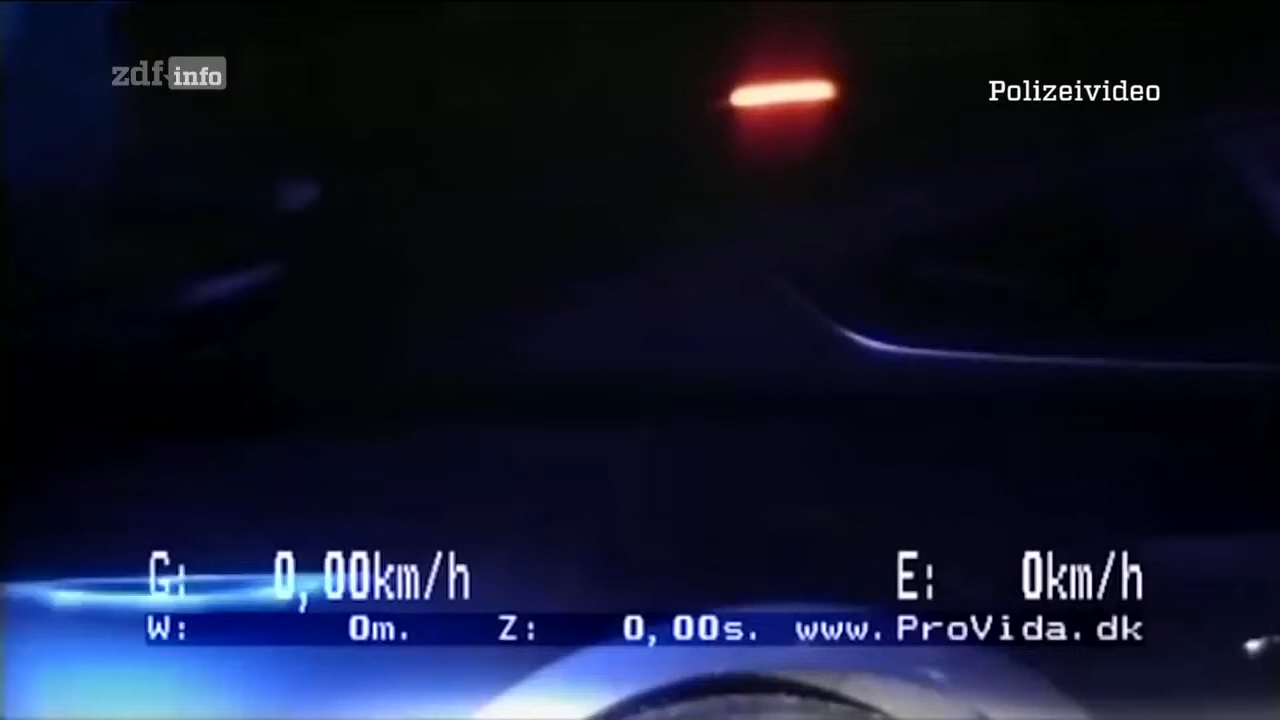 zdf info
Polizeivideo
G: 0,00km/h E: 0km/h
W: 0m. Z: 0,00s. www.ProVida.dk